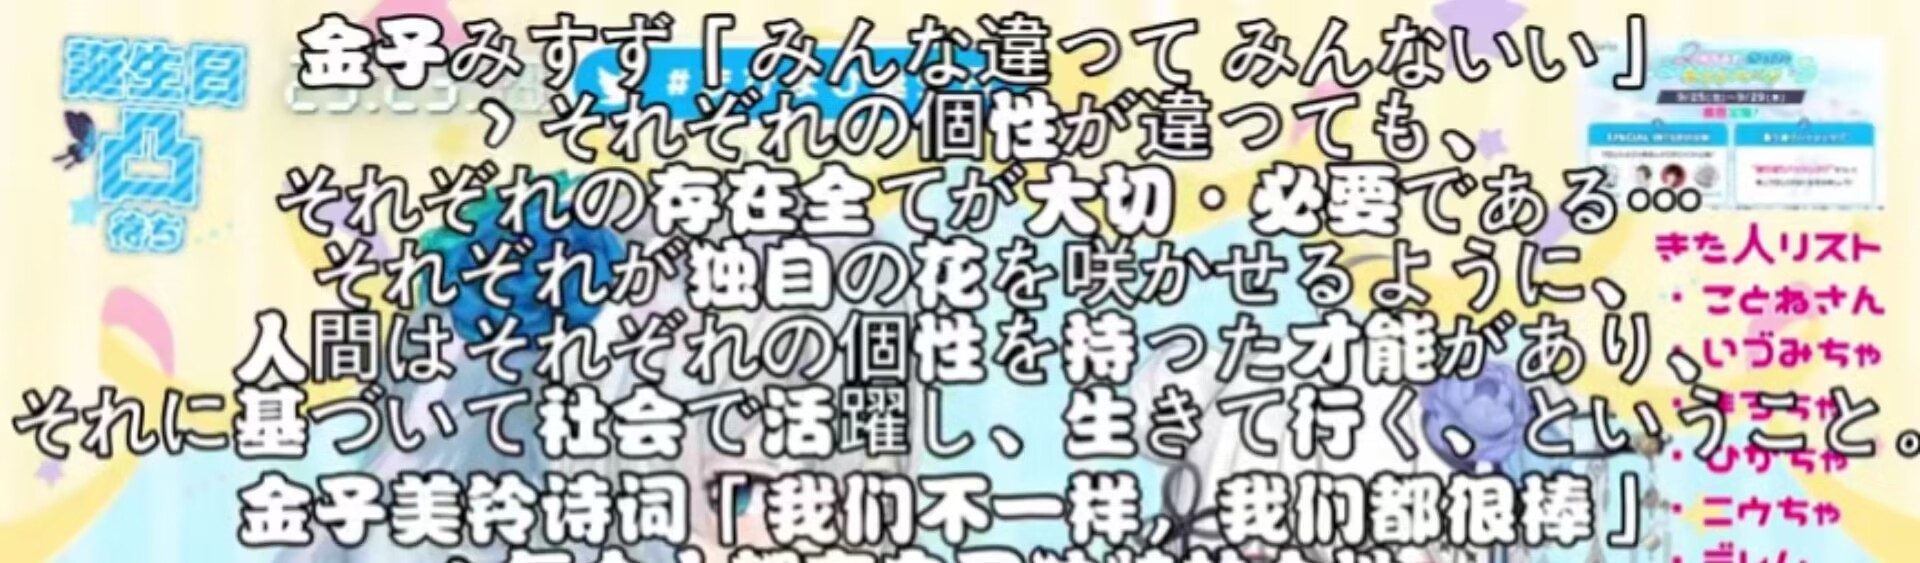 誕生日
凸
待ち
金子みすず「みんな違って みんないい」
> それぞれの個性が違っても、
それぞれの存在全てが大切・必要である…
それぞれが独自の花を咲かせるように、
人間はそれぞれの個性を持った才能があり、
それに基づいて社会で活躍し、生きて行く、ということ。
金子美铃诗词「我们不一样，我们都很棒」
きた人リスト
・ことねさん
・いづみちゃ
・ひかちゃ
・ニウちゃ